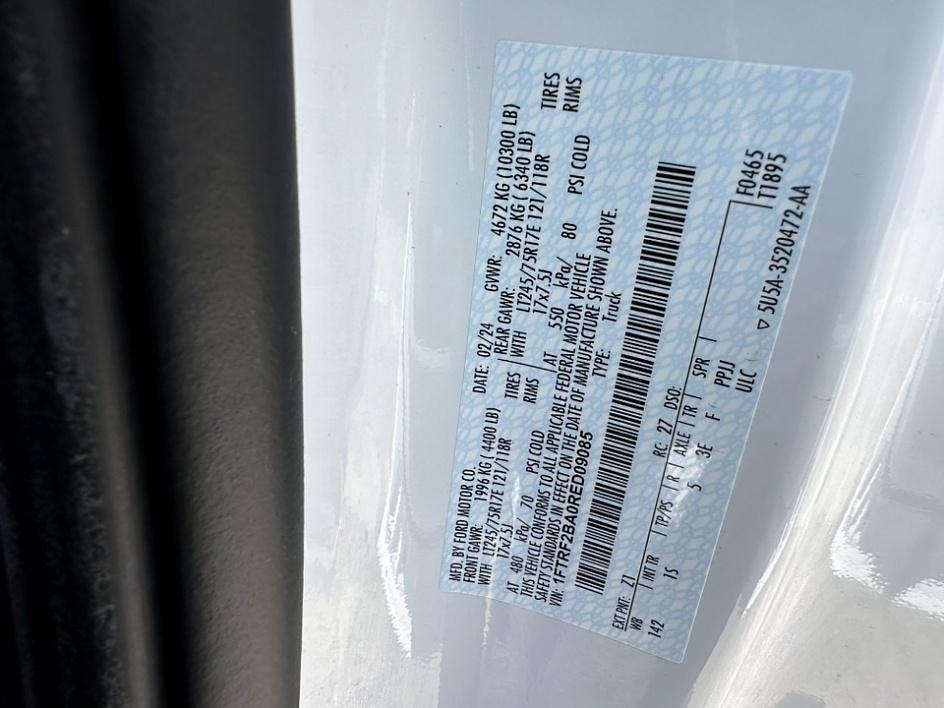 MFD. BY FORD MOTOR CO.
DATE: 02/24 GVWR: 4672 KG (10300 LB)
FRONT GAWR: 1996 KG ( 4400 LB) REAR GAWR: 2876 KG ( 6340 LB)
WITH LT245/75R17E 121/118R TIRES WITH LT245/75R17E 121/118R TIRES
17x7.5J RIMS 17x7.5J RIMS
AT 480 kPa/ 70 PSI COLD AT 550 kPa/ 80 PSI COLD
THIS VEHICLE CONFORMS TO ALL APPLICABLE FEDERAL MOTOR VEHICLE
SAFETY STANDARDS IN EFFECT ON THE DATE OF MANUFACTURE SHOWN ABOVE.
VIN: 1FTRF2BA0RED09085 TYPE: Truck
EXT PNT: Z1 RC: 27 DSO: F0465
WB INT TR TP/PS R AXLE TR SPR T1895
142 1S 5 3E F PPJJ
ULC ▽ 5U5A-3520472-AA